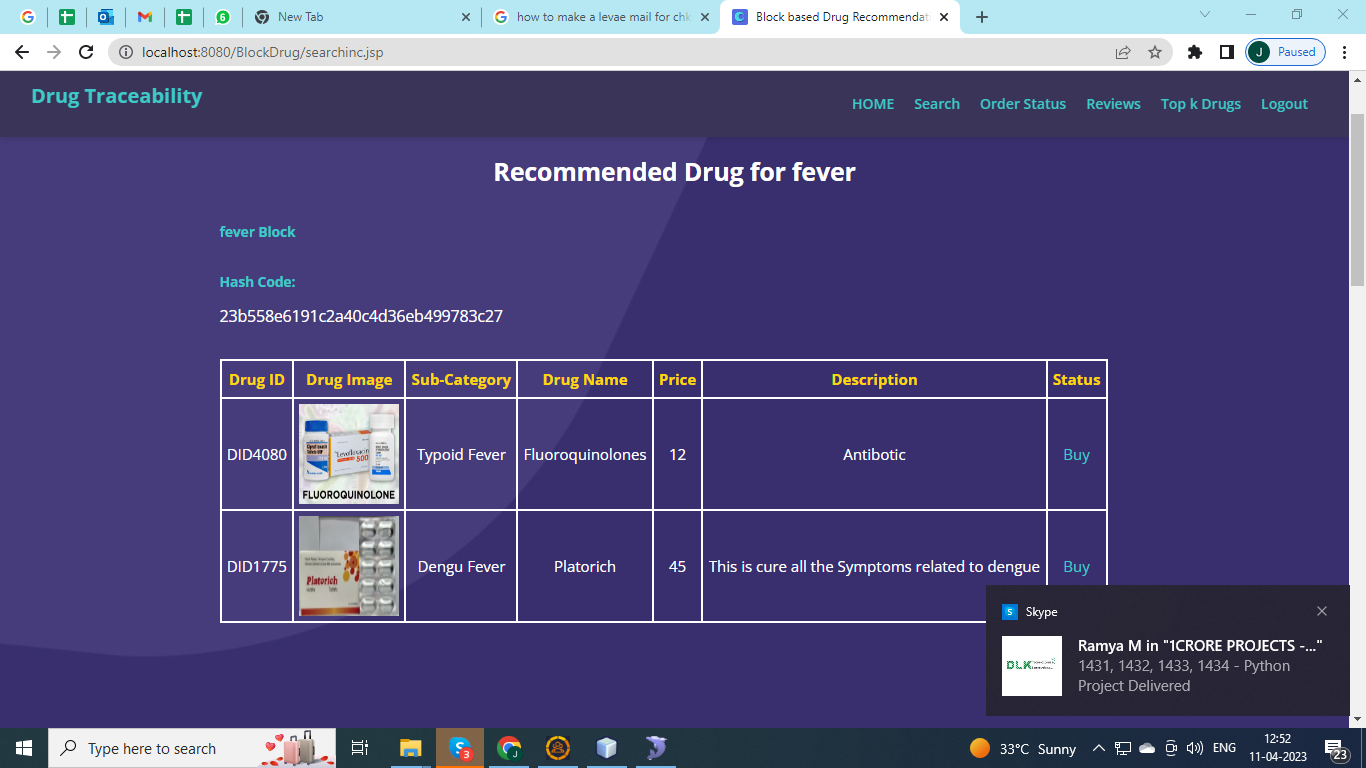 6
New Tab
how to make a levae mail for chk
Block based Drug Recommendat
localhost:8080/BlockDrug/searchinc.jsp
J
Paused
Drug Traceability
HOME
Search
Order Status
Reviews
Top k Drugs
Logout
Recommended Drug for fever
fever Block
Hash Code:
23b558e6191c2a40c4d36eb499783c27
Drug ID Drug Image Sub-Category Drug Name Price Description Status
DID4080 Typoid Fever Fluoroquinolones 12 Antibotic Buy
500
FLUOROQUINOLONE
DID1775 Dengu Fever Platorich 45 This is cure all the Symptoms related to dengue Buy
Platorich
S Skype
Ramya M in "1CRORE PROJECTS -..."
DLK
1431, 1432, 1433, 1434 - Python
Project Delivered
Type here to search
3
33°C Sunny
ENG
12:52
11-04-2023
23